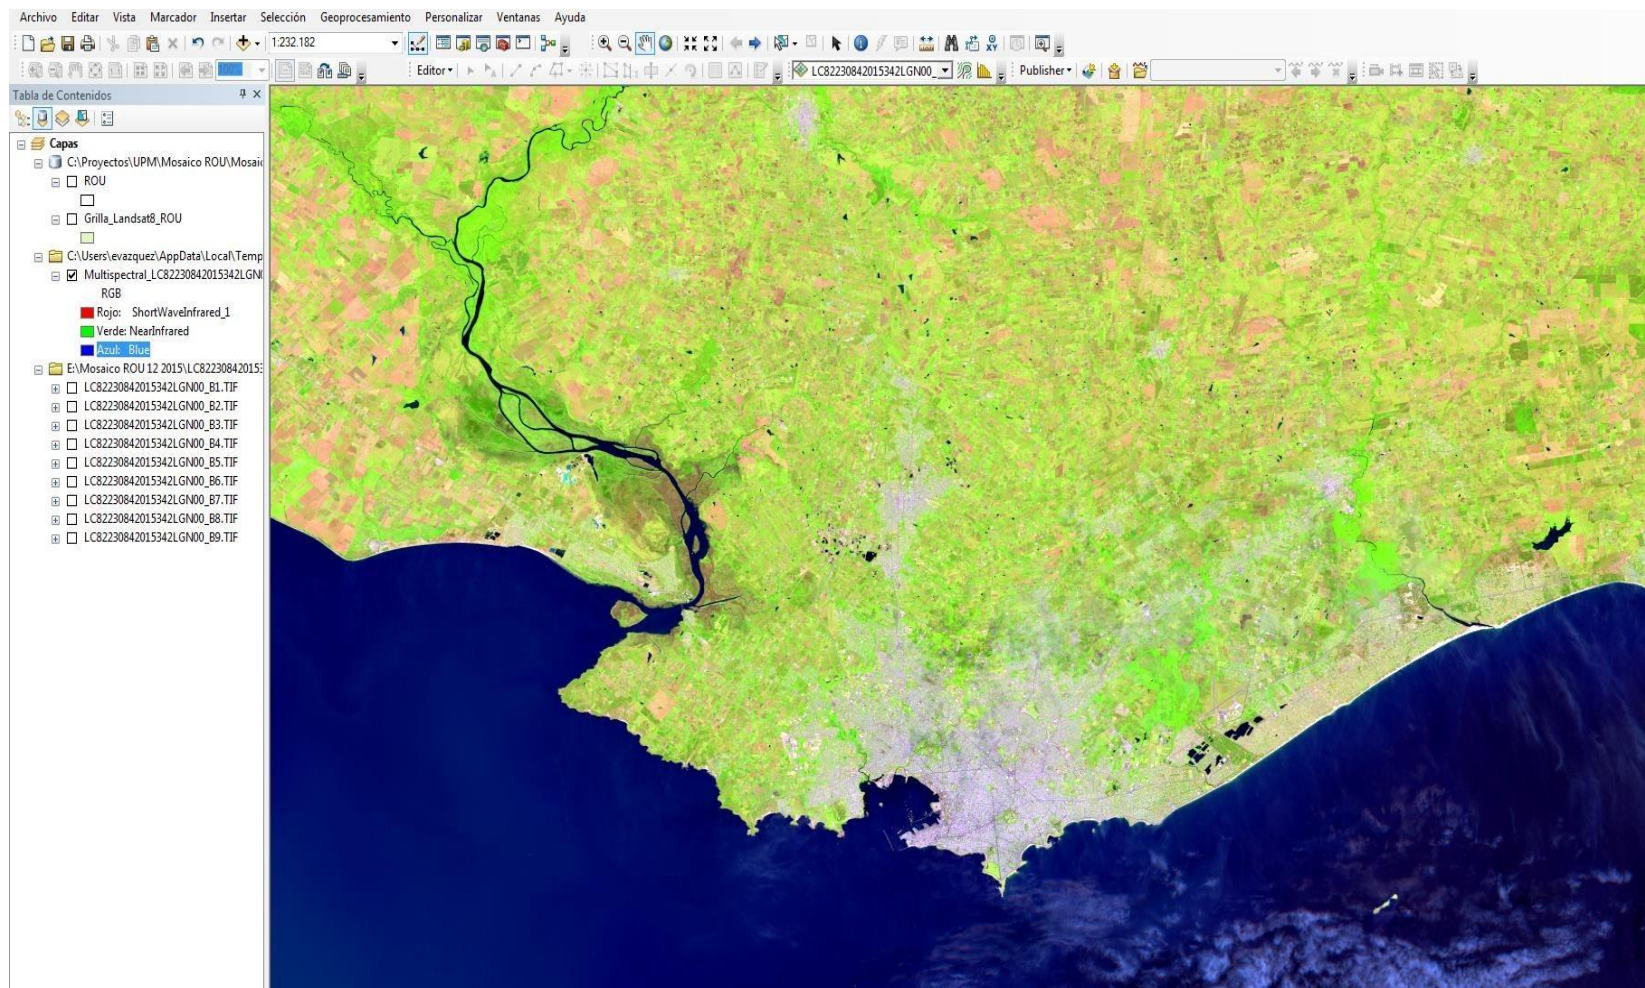 Archivo Editar Vista Marcador Insertar Selección Geoprocesamiento Personalizar Ventanas Ayuda
1:232.182
100%
Editor
LC82230842015342LGN00_
Publisher
Tabla de Contenidos
Capas
C:\Proyectos\UPM\Mosaico ROU\Mosaic
ROU
Grilla_Landsat8_ROU
C:\Users\evazquez\AppData\Local\Temp
Multispectral_LC82230842015342LGN
RGB
Rojo: ShortWaveInfrared_1
Verde: NearInfrared
Azul: Blue
E:\Mosaico ROU 12 2015\LC8223084201534
LC82230842015342LGN00_B1.TIF
LC82230842015342LGN00_B2.TIF
LC82230842015342LGN00_B3.TIF
LC82230842015342LGN00_B4.TIF
LC82230842015342LGN00_B5.TIF
LC82230842015342LGN00_B6.TIF
LC82230842015342LGN00_B7.TIF
LC82230842015342LGN00_B8.TIF
LC82230842015342LGN00_B9.TIF